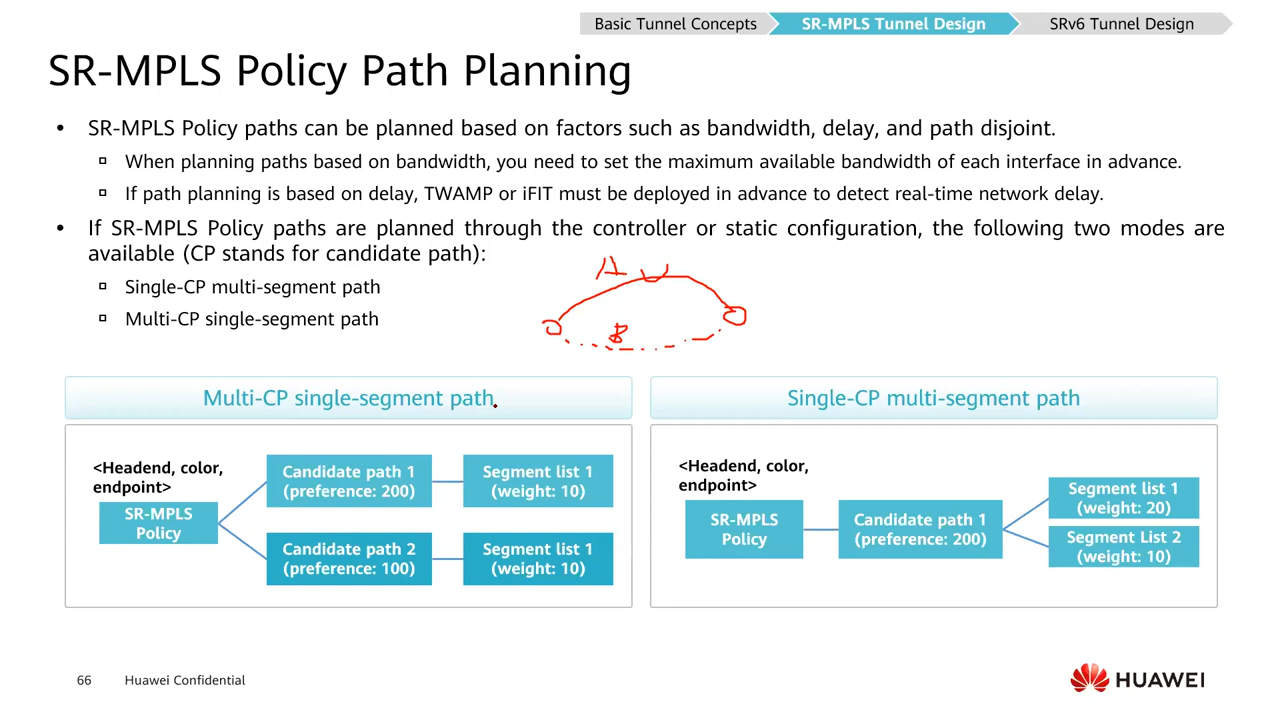 Basic Tunnel Concepts
SR-MPLS Tunnel Design
SRv6 Tunnel Design
SR-MPLS Policy Path Planning
• SR-MPLS Policy paths can be planned based on factors such as bandwidth, delay, and path disjoint.
▫ When planning paths based on bandwidth, you need to set the maximum available bandwidth of each interface in advance.
▫ If path planning is based on delay, TWAMP or iFIT must be deployed in advance to detect real-time network delay.
• If SR-MPLS Policy paths are planned through the controller or static configuration, the following two modes are
available (CP stands for candidate path):
▫ Single-CP multi-segment path
▫ Multi-CP single-segment path
A
B
Multi-CP single-segment path
<Headend, color,
endpoint>
SR-MPLS
Policy
Candidate path 1
(preference: 200)
Segment list 1
(weight: 10)
Candidate path 2
(preference: 100)
Segment list 1
(weight: 10)
Single-CP multi-segment path
<Headend, color,
endpoint>
SR-MPLS
Policy
Candidate path 1
(preference: 200)
Segment list 1
(weight: 20)
Segment List 2
(weight: 10)
66
Huawei Confidential
HUAWEI